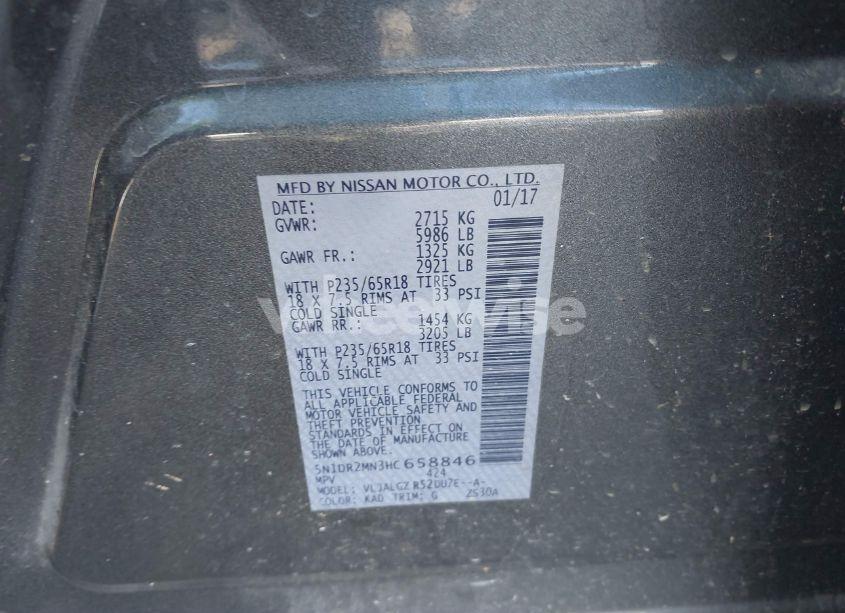 MFD BY NISSAN MOTOR CO., LTD.
DATE: 01/17
GVWR: 2715 KG
5986 LB
GAWR FR.: 1325 KG
2921 LB
WITH P235/65R18 TIRES
18 X 7.5 RIMS AT 33 PSI
COLD SINGLE
GAWR RR.: 1454 KG
3205 LB
WITH P235/65R18 TIRES
18 X 7.5 RIMS AT 33 PSI
COLD SINGLE
THIS VEHICLE CONFORMS TO
ALL APPLICABLE FEDERAL
MOTOR VEHICLE SAFETY AND
THEFT PREVENTION
STANDARDS IN EFFECT ON
THE DATE OF MANUFACTURE
SHOWN ABOVE.
5N1DR2MN3HC658846
MPV 424
MODEL:
COLOR: KAD TRIM: G 2S30A